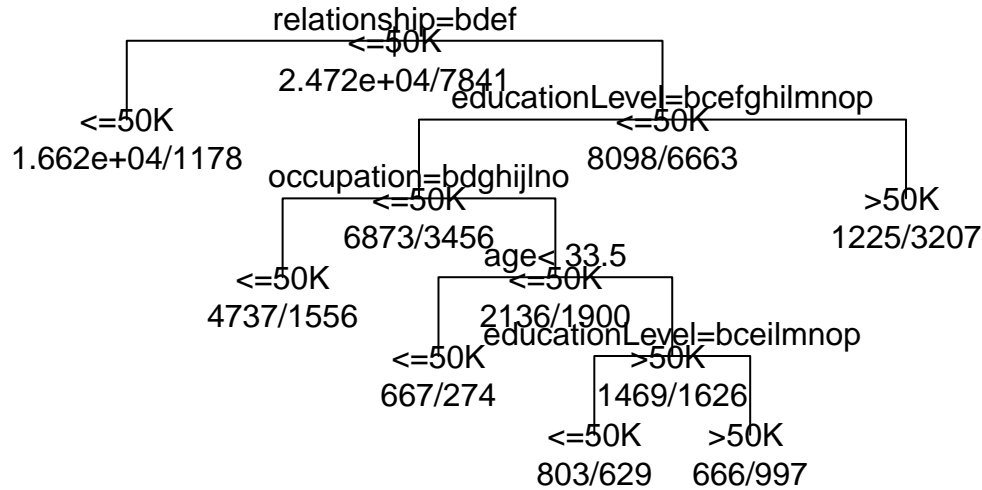 relationship=bdef
<=50K
2.472e+04/7841
<=50K
1.662e+04/1178
educationLevel=bcefghilmnop
<=50K
8098/6663
occupation=bdghijlno
<=50K
6873/3456
>50K
1225/3207
<=50K
4737/1556
age< 33.5
<=50K
2136/1900
<=50K
667/274
educationLevel=bceilmnop
>50K
1469/1626
<=50K
803/629
>50K
666/997